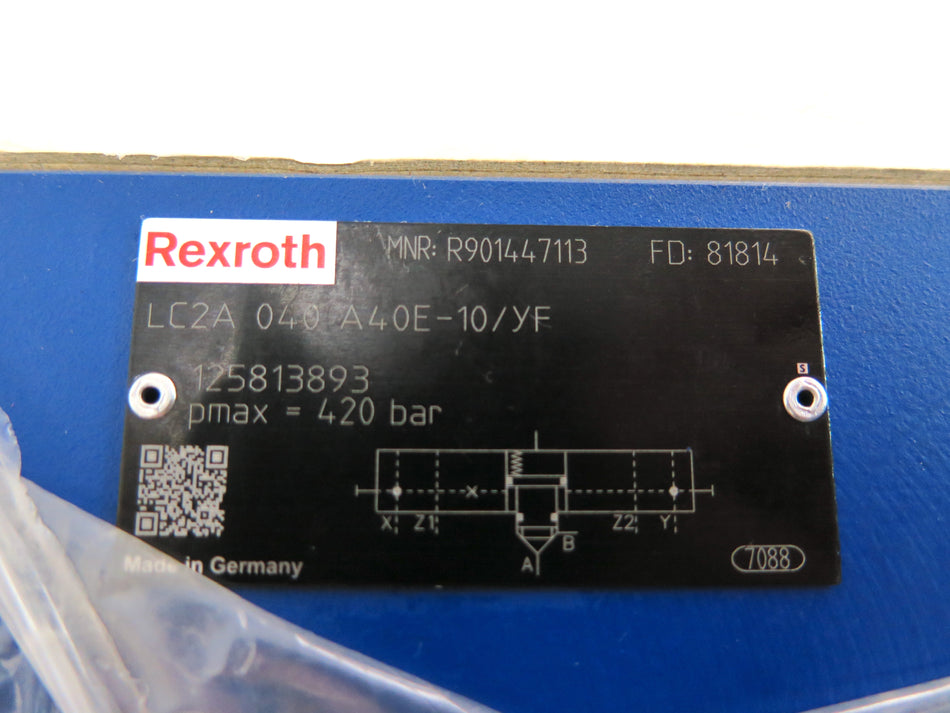 Rexroth MNR: R901447113 FD: 81814
LC2A 040 A40E-10/YF
125813893
pmax = 420 bar
S
X Z1 Z2 Y
B
A
Made in Germany
7088